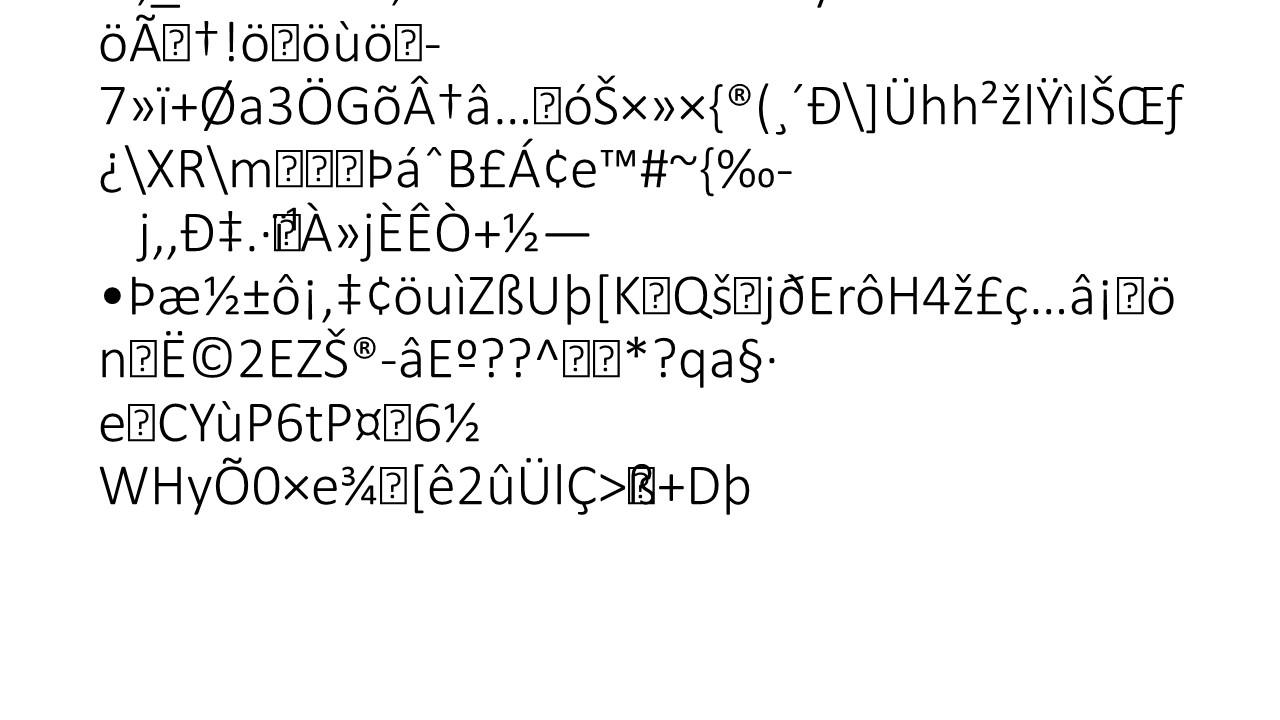 öÃ†!ööùö-
7»ï+Øa3ÖGõÂ†â…óŠ×»×{®(¸´Ð\]Ühh²žlŸìlŠŒƒ
¿\XR\mÞáˆB£Á¢e™#~{‰-
j‚,Ð‡.·À»jÈÊÒ+½—
•Þæ½±ô¡‚‡¢öuìZßUþ[KQšjðErôH4ž£ç…â¡ö
nË©2EZŠ®-âEº??^*?qa§·
eCYùP6tP¤6½
WHyÕ0×e¾[ê2ûÜlÇ>+Dþ